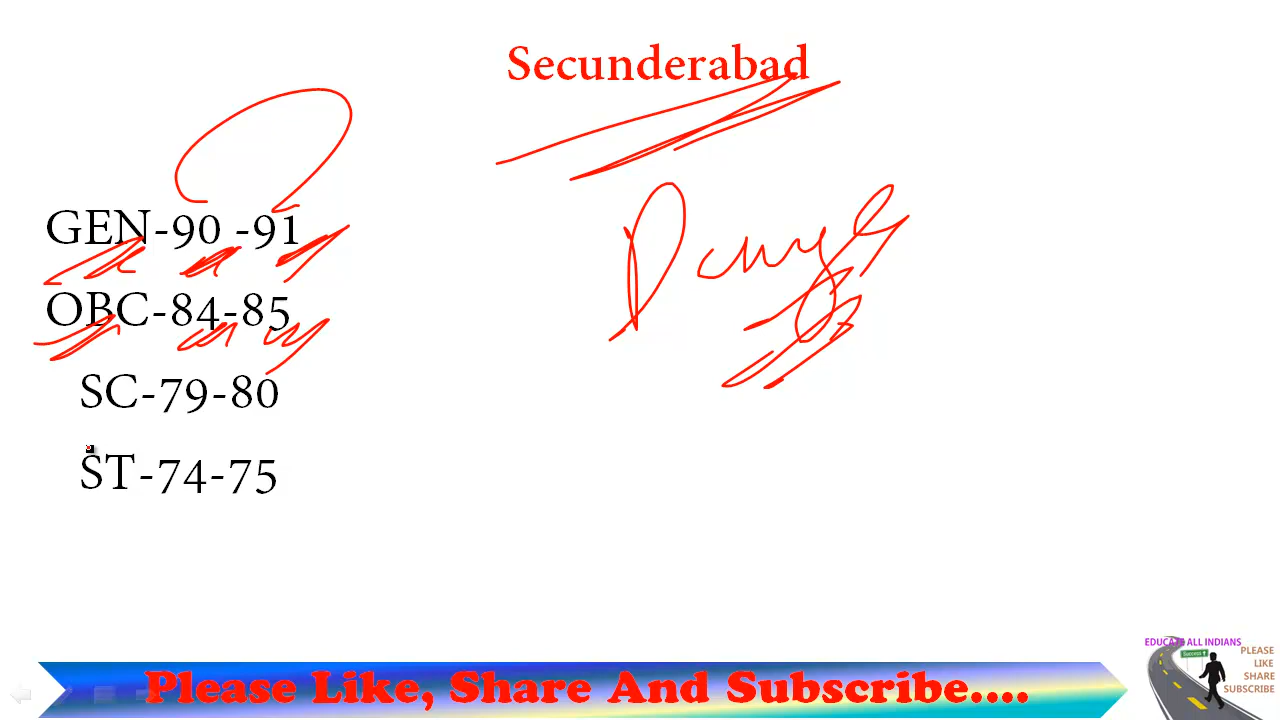 Secunderabad
GEN-90 -91
OBC-84-85
SC-79-80
ST-74-75
EDUCATE ALL INDIANS
Success
PLEASE
LIKE
SHARE
SUBSCRIBE
Please Like, Share And Subscribe....